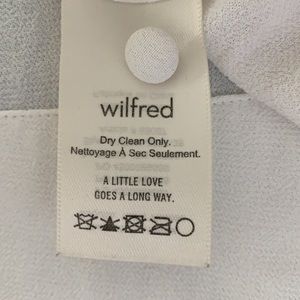 wilfred
Dry Clean Only.
Nettoyage À Sec Seulement.
A LITTLE LOVE
GOES A LONG WAY.